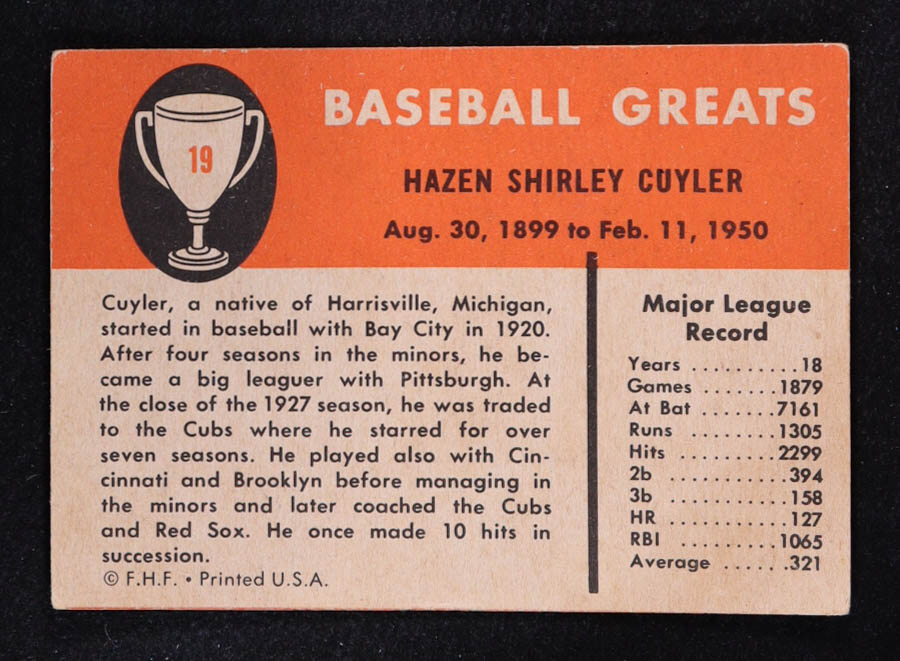 19
BASEBALL GREATS
HAZEN SHIRLEY CUYLER
Aug. 30, 1899 to Feb. 11, 1950
Cuyler, a native of Harrisville, Michigan,
started in baseball with Bay City in 1920.
After four seasons in the minors, he be-
came a big leaguer with Pittsburgh. At
the close of the 1927 season, he was traded
to the Cubs where he starred for over
seven seasons. He played also with Cin-
cinnati and Brooklyn before managing in
the minors and later coached the Cubs
and Red Sox. He once made 10 hits in
succession.
© F.H.F. • Printed U.S.A.
Major League
Record
Years . . . . . . . . . .18
Games . . . . . . . .1879
At Bat . . . . . . .7161
Runs . . . . . . . .1305
Hits . . . . . . . . .2299
2b . . . . . . . . . . .394
3b . . . . . . . . . . .158
HR . . . . . . . . . . .127
RBI . . . . . . . . .1065
Average . . . . . .321